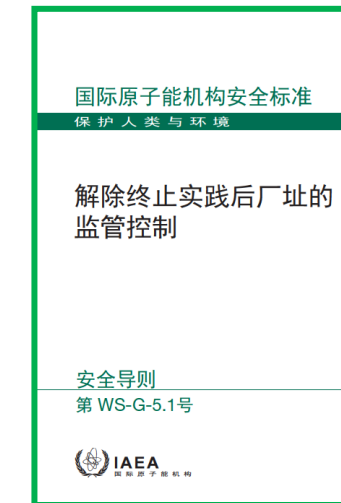 国际原子能机构安全标准
保护人类与环境
解除终止实践后厂址的
监管控制
安全导则
第 WS-G-5.1号
IAEA
国际原子能机构